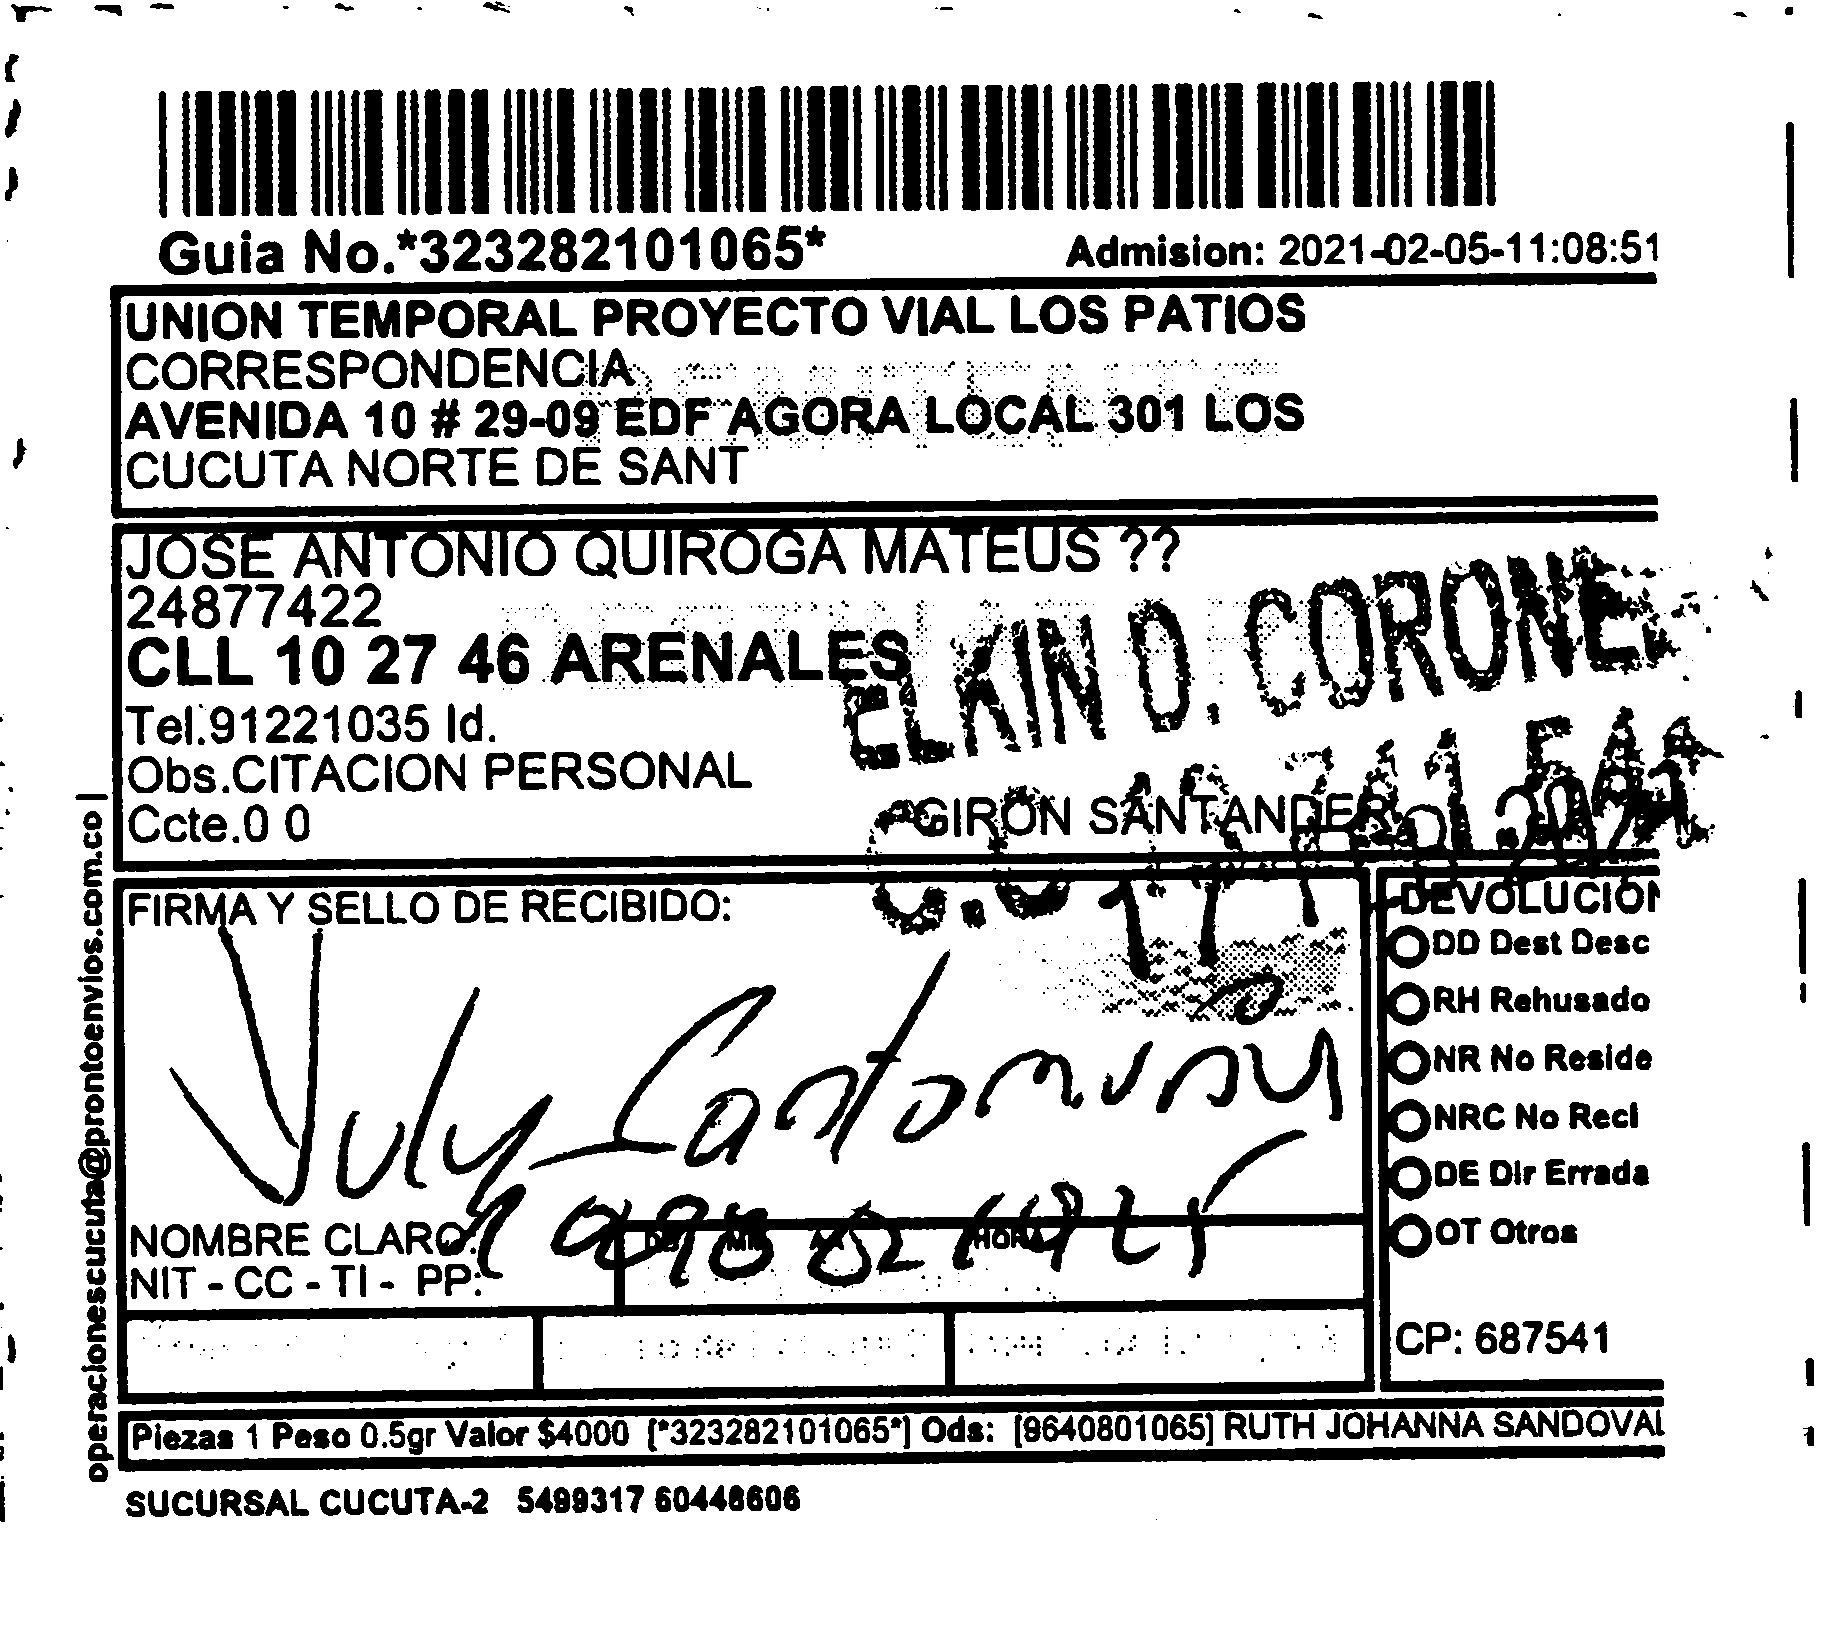 Guia No.*323282101065*
Admision: 2021-02-05-11:08:51
UNION TEMPORAL PROYECTO VIAL LOS PATIOS
CORRESPONDENCIA
AVENIDA 10 # 29-09 EDF AGORA LOCAL 301 LOS
CUCUTA NORTE DE SANT
JOSE ANTONIO QUIROGA MATEUS ??
24877422
CLL 10 27 46 ARENALES
ELKIN D. CORONEL
Tel.91221035 Id.
Obs.CITACION PERSONAL
Ccte.0 0
GIRON SANTANDER
C.C.
FIRMA Y SELLO DE RECIBIDO:
July
NOMBRE CLARO:
NIT - CC - TI - PP:
HORA
DEVOLUCION
DD Dest Desc
RH Rehusado
NR No Reside
NRC No Reci
DE Dir Errada
OT Otros
CP: 687541
Piezas 1 Peso 0.5gr Valor $4000 [*323282101065*] Ods: [9640801065] RUTH JOHANNA SANDOVAL
SUCURSAL CUCUTA-2 5499317 60448606
operacionescucuta@prontoenvios.com.co